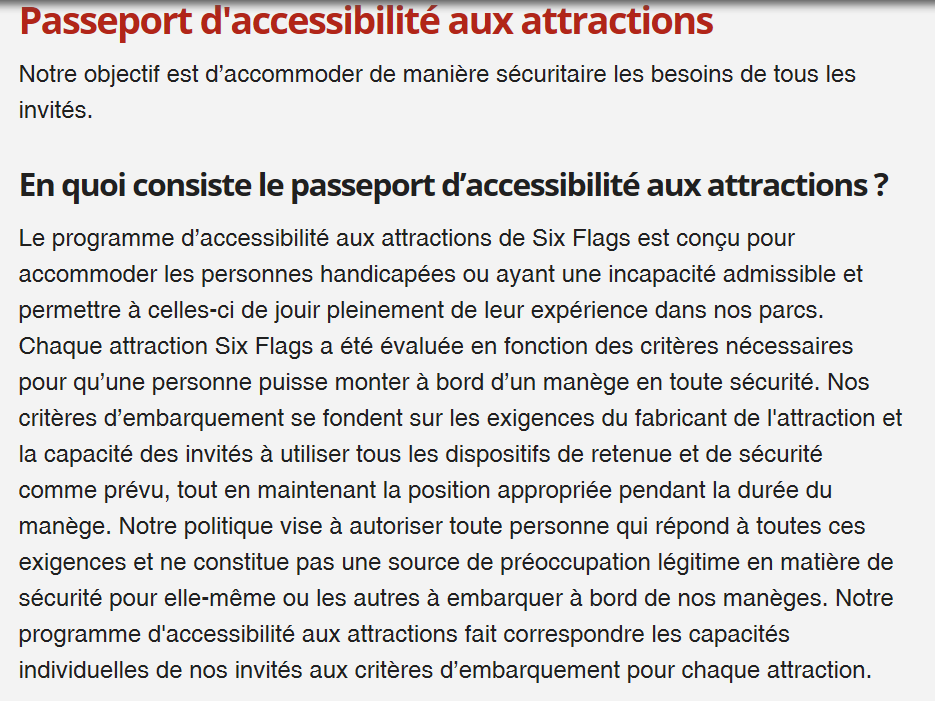 Passeport d'accessibilité aux attractions
Notre objectif est d’accommoder de manière sécuritaire les besoins de tous les
invités.
En quoi consiste le passeport d’accessibilité aux attractions ?
Le programme d’accessibilité aux attractions de Six Flags est conçu pour
accommoder les personnes handicapées ou ayant une incapacité admissible et
permettre à celles-ci de jouir pleinement de leur expérience dans nos parcs.
Chaque attraction Six Flags a été évaluée en fonction des critères nécessaires
pour qu’une personne puisse monter à bord d’un manège en toute sécurité. Nos
critères d’embarquement se fondent sur les exigences du fabricant de l'attraction et
la capacité des invités à utiliser tous les dispositifs de retenue et de sécurité
comme prévu, tout en maintenant la position appropriée pendant la durée du
manège. Notre politique vise à autoriser toute personne qui répond à toutes ces
exigences et ne constitue pas une source de préoccupation légitime en matière de
sécurité pour elle-même ou les autres à embarquer à bord de nos manèges. Notre
programme d'accessibilité aux attractions fait correspondre les capacités
individuelles de nos invités aux critères d’embarquement pour chaque attraction.